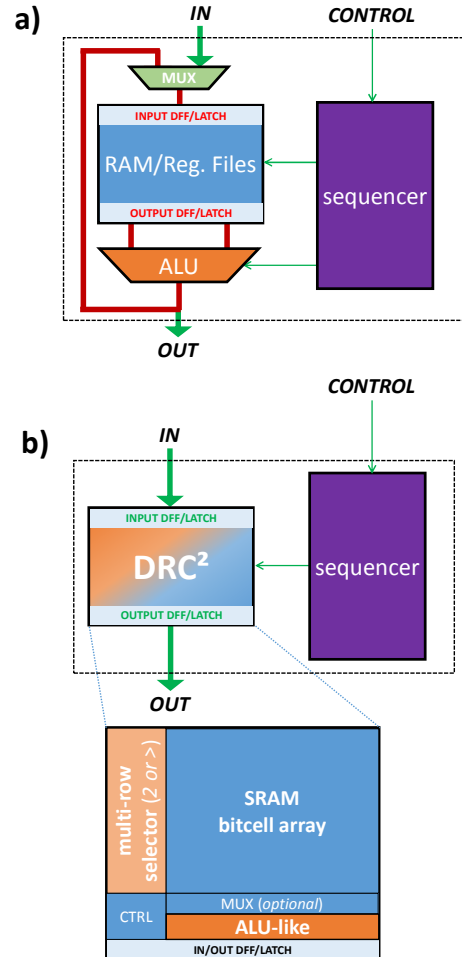 a)
IN
CONTROL
MUX
INPUT DFF/LATCH
RAM/Reg. Files
OUTPUT DFF/LATCH
sequencer
ALU
OUT
CONTROL
b)
IN
INPUT DFF/LATCH
DRC²
OUTPUT DFF/LATCH
sequencer
OUT
multi-row
selector (2 or >)
SRAM
bitcell array
CTRL
MUX (optional)
ALU-like
IN/OUT DFF/LATCH